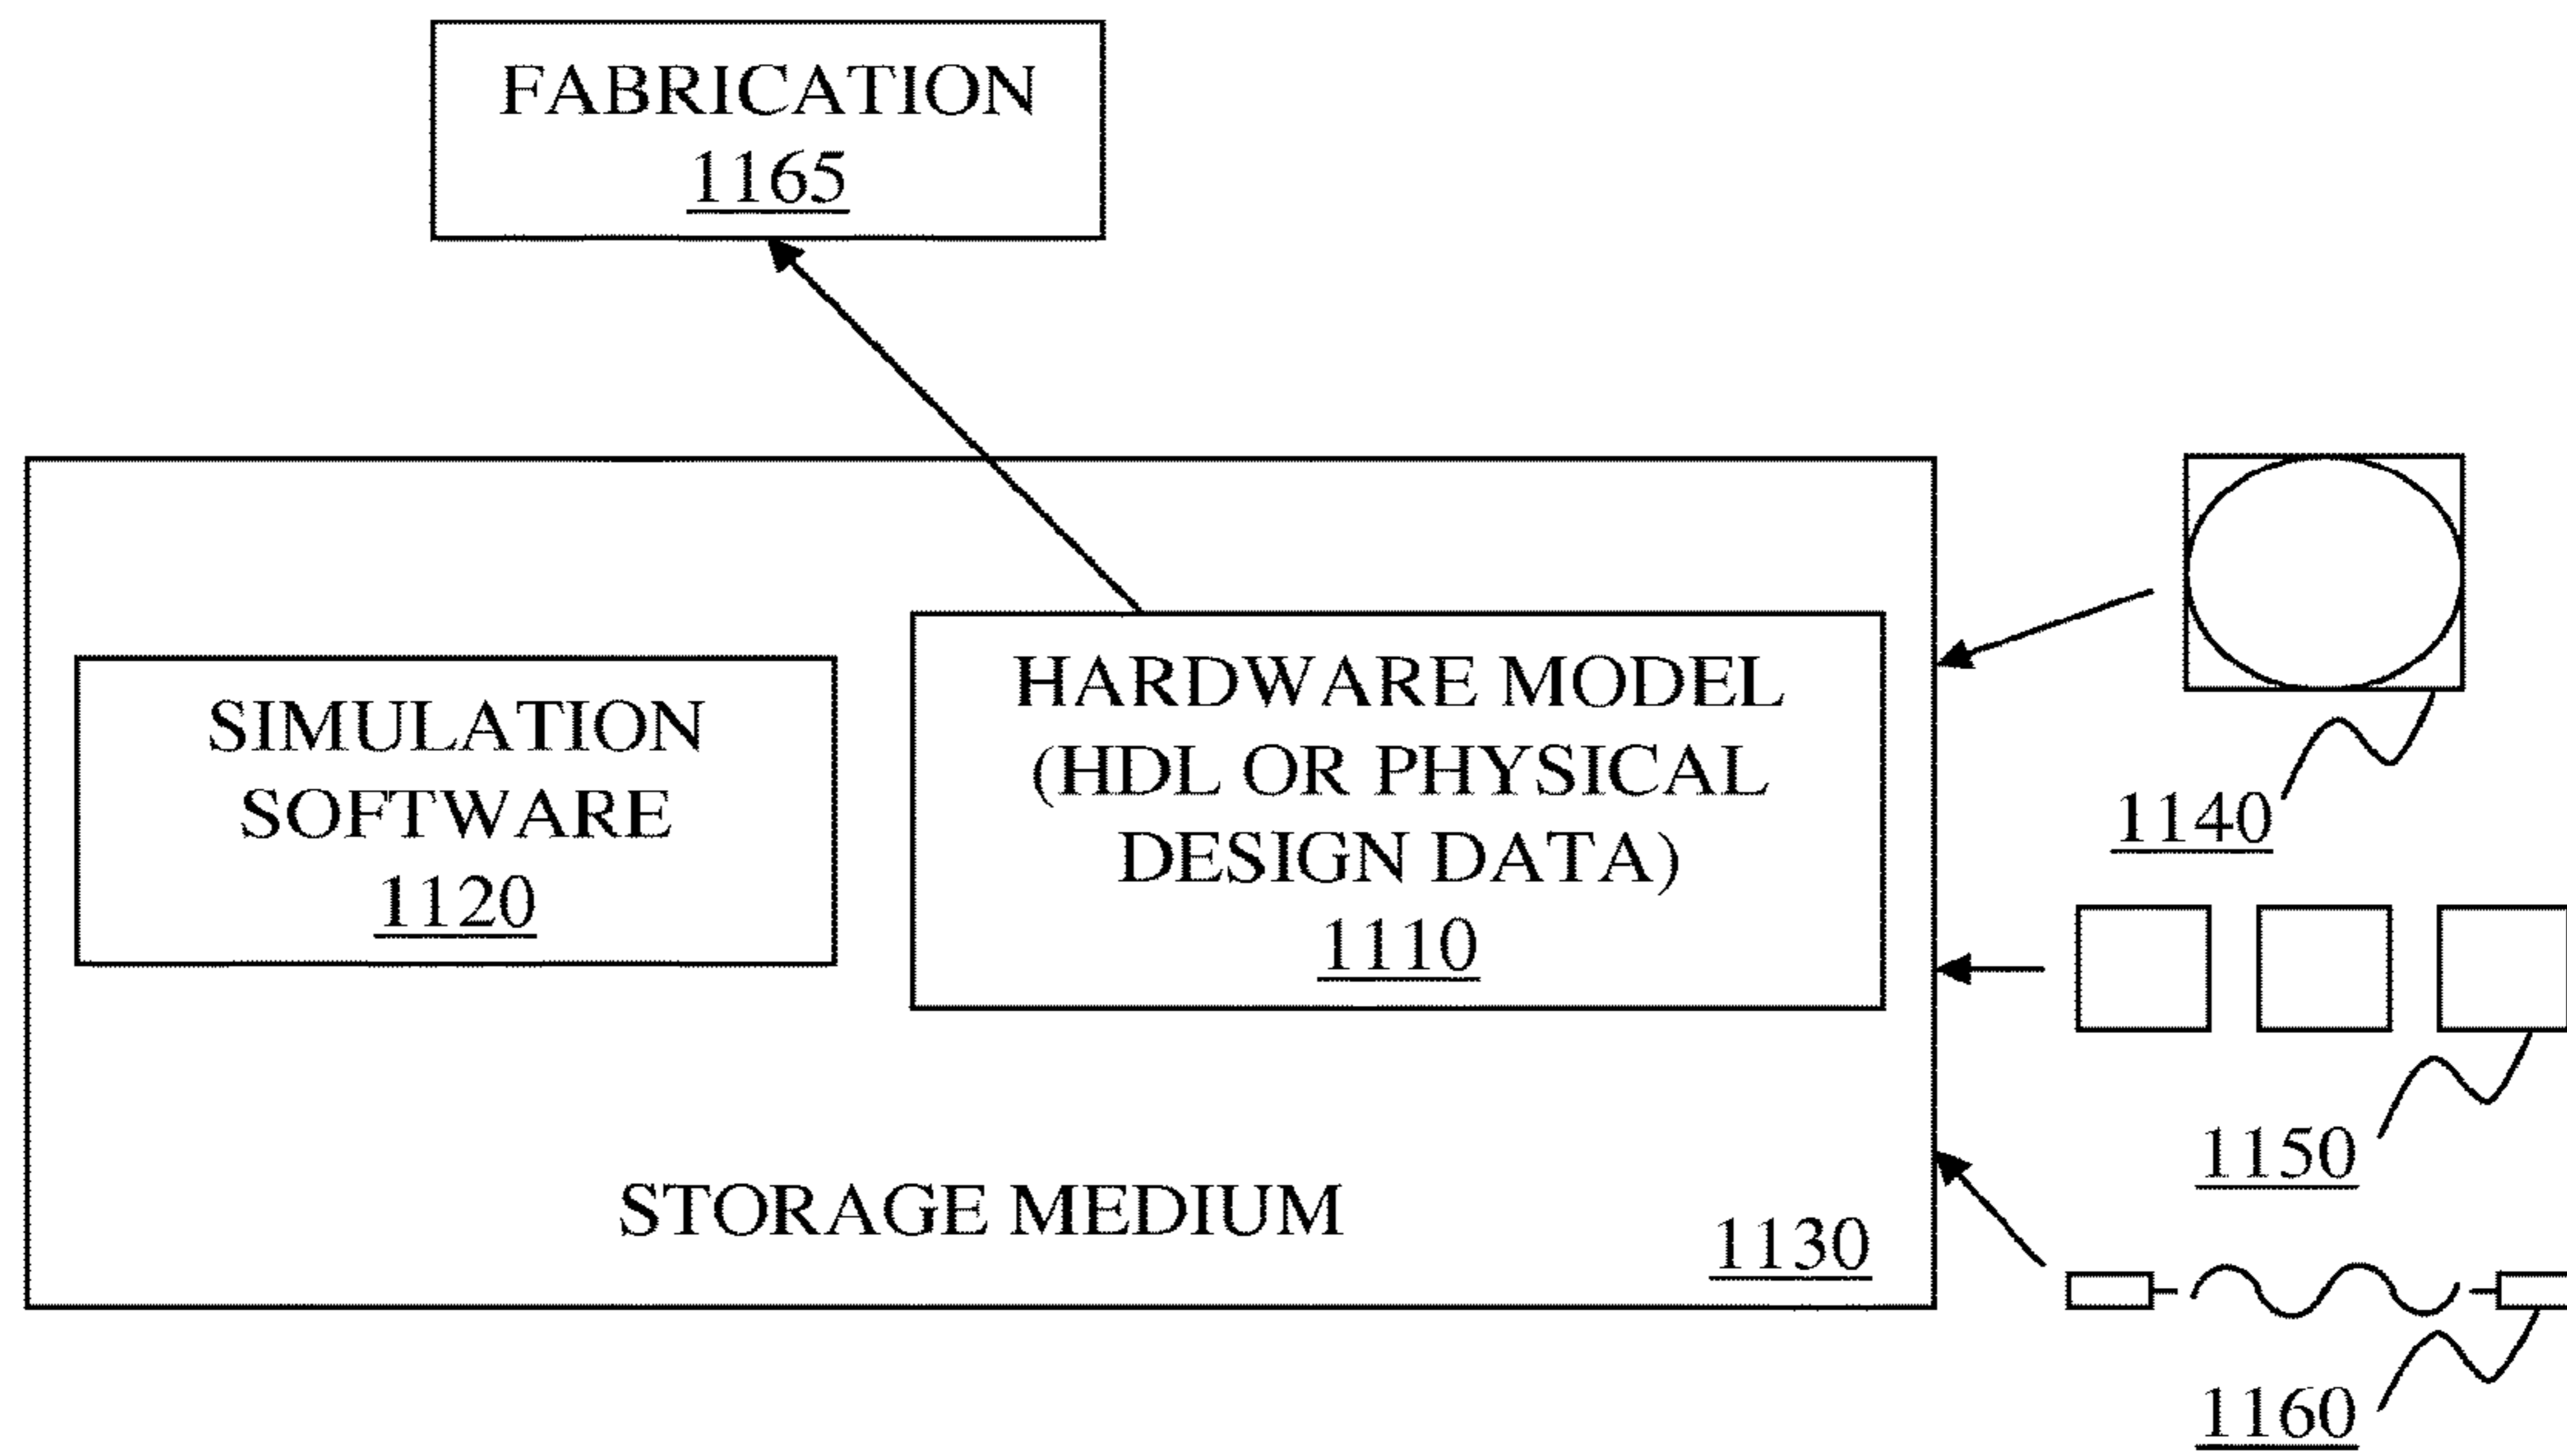 FABRICATION
1165
SIMULATION
SOFTWARE
1120
HARDWARE MODEL
(HDL OR PHYSICAL
DESIGN DATA)
1110
STORAGE MEDIUM
1130
1140
1150
1160